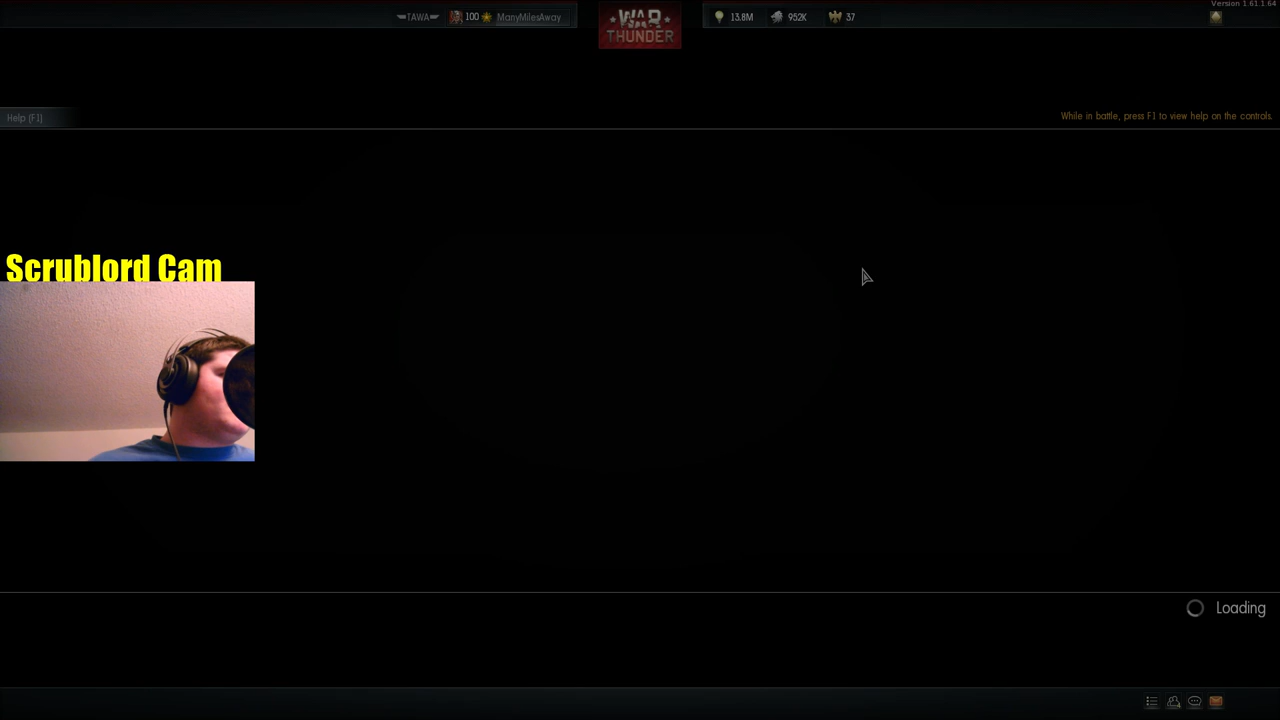 Version 1.61.1.64
═TAWA═ 100 ManyMilesAway
WAR
THUNDER
13.8M 952K 37
Help [F1]
While in battle, press F1 to view help on the controls.
Scrublord Cam
Loading